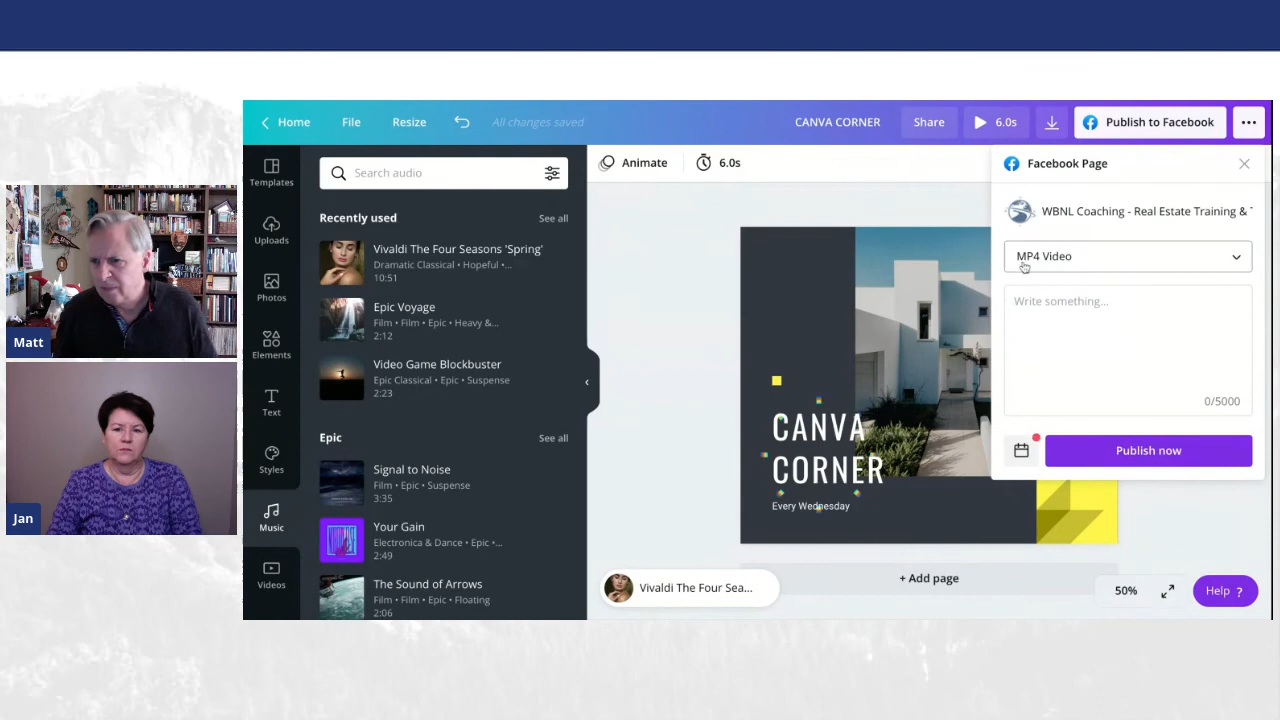 Matt
Jan
Home
File
Resize
All changes saved
CANVA CORNER
Share
6.0s
Publish to Facebook
Templates
Uploads
Photos
Elements
Text
Styles
Music
Videos
Search audio
Recently used
See all
Vivaldi The Four Seasons 'Spring'
Dramatic Classical • Hopeful •...
10:51
Epic Voyage
Film • Film • Epic • Heavy &...
2:12
Video Game Blockbuster
Epic Classical • Epic • Suspense
2:23
Epic
See all
Signal to Noise
Film • Epic • Suspense
3:35
Your Gain
Electronica & Dance • Epic •...
2:49
The Sound of Arrows
Film • Film • Epic • Floating
2:06
Animate
6.0s
CANVA
CORNER
Every Wednesday
+ Add page
Vivaldi The Four Sea...
50%
Help ?
Facebook Page
WBNL Coaching - Real Estate Training &
MP4 Video
Write something...
0/5000
Publish now